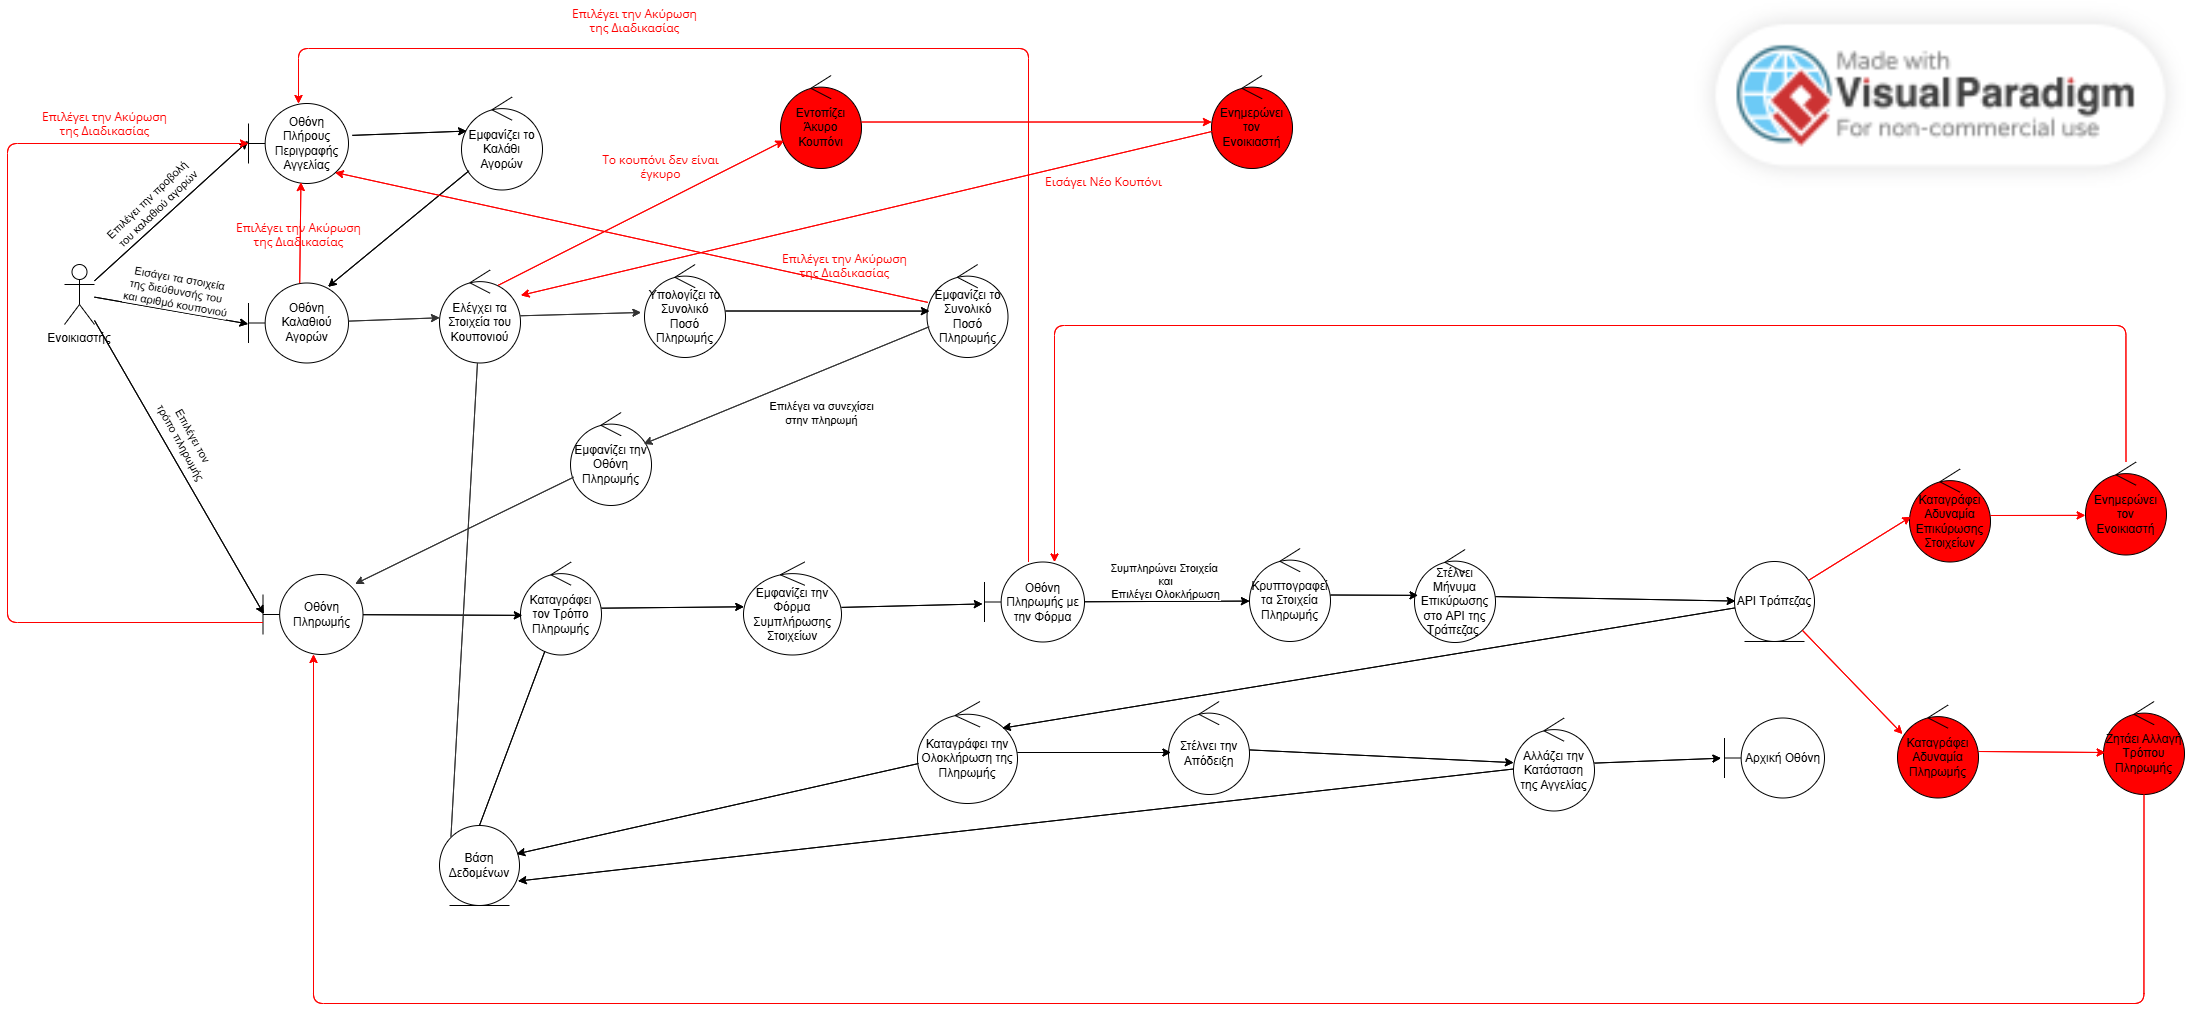 Επιλέγει την Ακύρωση
της Διαδικασίας
Made with
Visual Paradigm
For non-commercial use
Επιλέγει την Ακύρωση
της Διαδικασίας
Οθόνη
Πλήρους
Περιγραφής
Αγγελίας
Εμφανίζει το
Καλάθι
Αγορών
Εντοπίζει
Άκυρο
Κουπόνι
Ενημερώνει
τον
Ενοικιαστή
Το κουπόνι δεν είναι
έγκυρο
Εισάγει Νέο Κουπόνι
Επιλέγει την προβολή
του καλαθιού αγορών
Επιλέγει την Ακύρωση
της Διαδικασίας
Επιλέγει την Ακύρωση
της Διαδικασίας
Εισάγει τα στοιχεία
της διεύθυνσής του
και αριθμό κουπονιού
Ενοικιαστής
Οθόνη
Καλαθιού
Αγορών
Ελέγχει τα
Στοιχεία του
Κουπονιού
Υπολογίζει το
Συνολικό
Ποσό
Πληρωμής
Εμφανίζει το
Συνολικό
Ποσό
Πληρωμής
Επιλέγει να συνεχίσει
στην πληρωμή
Επιλέγει τον
τρόπο πληρωμής
Εμφανίζει την
Οθόνη
Πληρωμής
Καταγράφει
Αδυναμία
Επικύρωσης
Στοιχείων
Ενημερώνει
τον
Ενοικιαστή
Οθόνη
Πληρωμής
Καταγράφει
τον Τρόπο
Πληρωμής
Εμφανίζει την
Φόρμα
Συμπλήρωσης
Στοιχείων
Οθόνη
Πληρωμής με
την Φόρμα
Συμπληρώνει Στοιχεία
και
Επιλέγει Ολοκλήρωση
Κρυπτογραφεί
τα Στοιχεία
Πληρωμής
Στέλνει
Μήνυμα
Επικύρωσης
στο API της
Τράπεζας
API Τράπεζας
Καταγράφει την
Ολοκλήρωση της
Πληρωμής
Στέλνει την
Απόδειξη
Αλλάζει την
Κατάσταση
της Αγγελίας
Αρχική Οθόνη
Καταγράφει
Αδυναμία
Πληρωμής
Ζητάει Αλλαγή
Τρόπου
Πληρωμής
Βάση
Δεδομένων